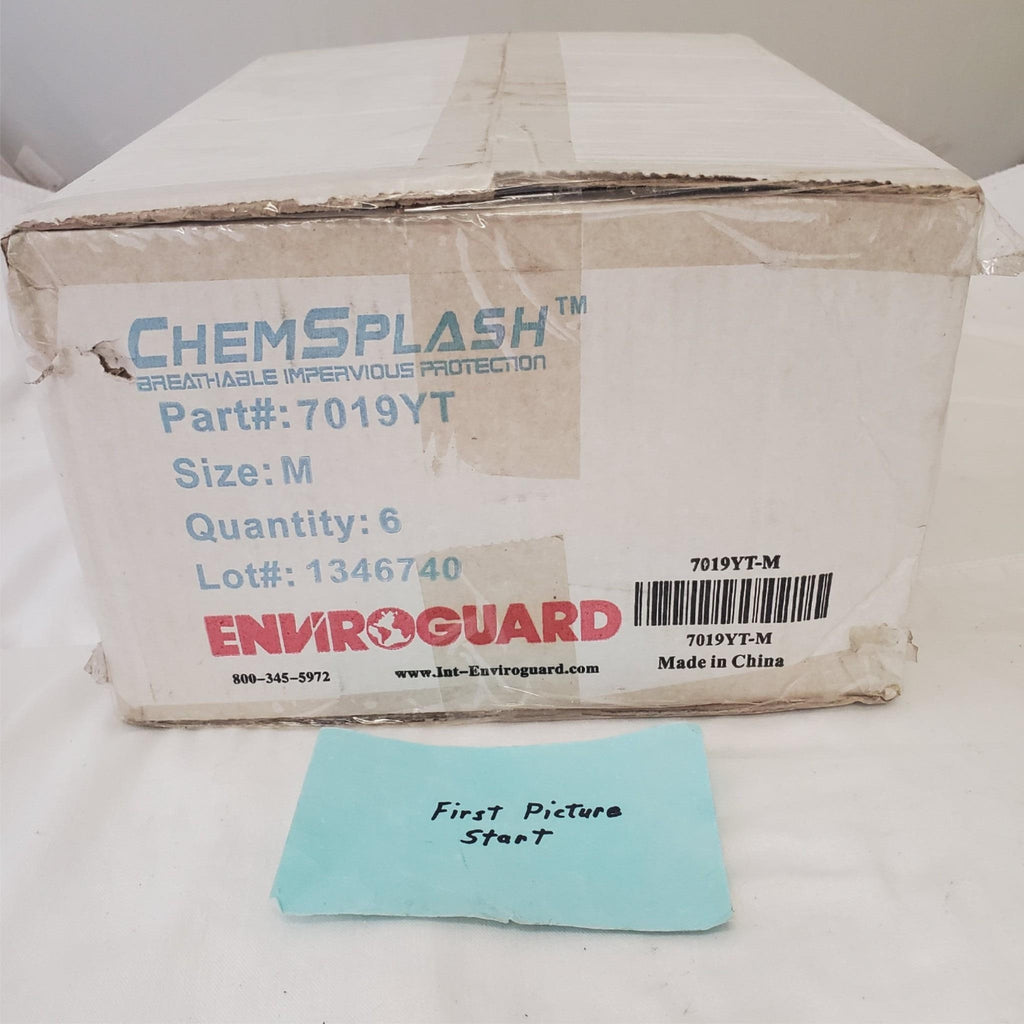 CHEMSPLASH™
BREATHABLE IMPERVIOUS PROTECTION
Part#: 7019YT
Size: M
Quantity: 6
Lot#: 1346740
ENVIROGUARD
800-345-5972
www.Int-Enviroguard.com
7019YT-M
7019YT-M
Made in China
First Picture
Start